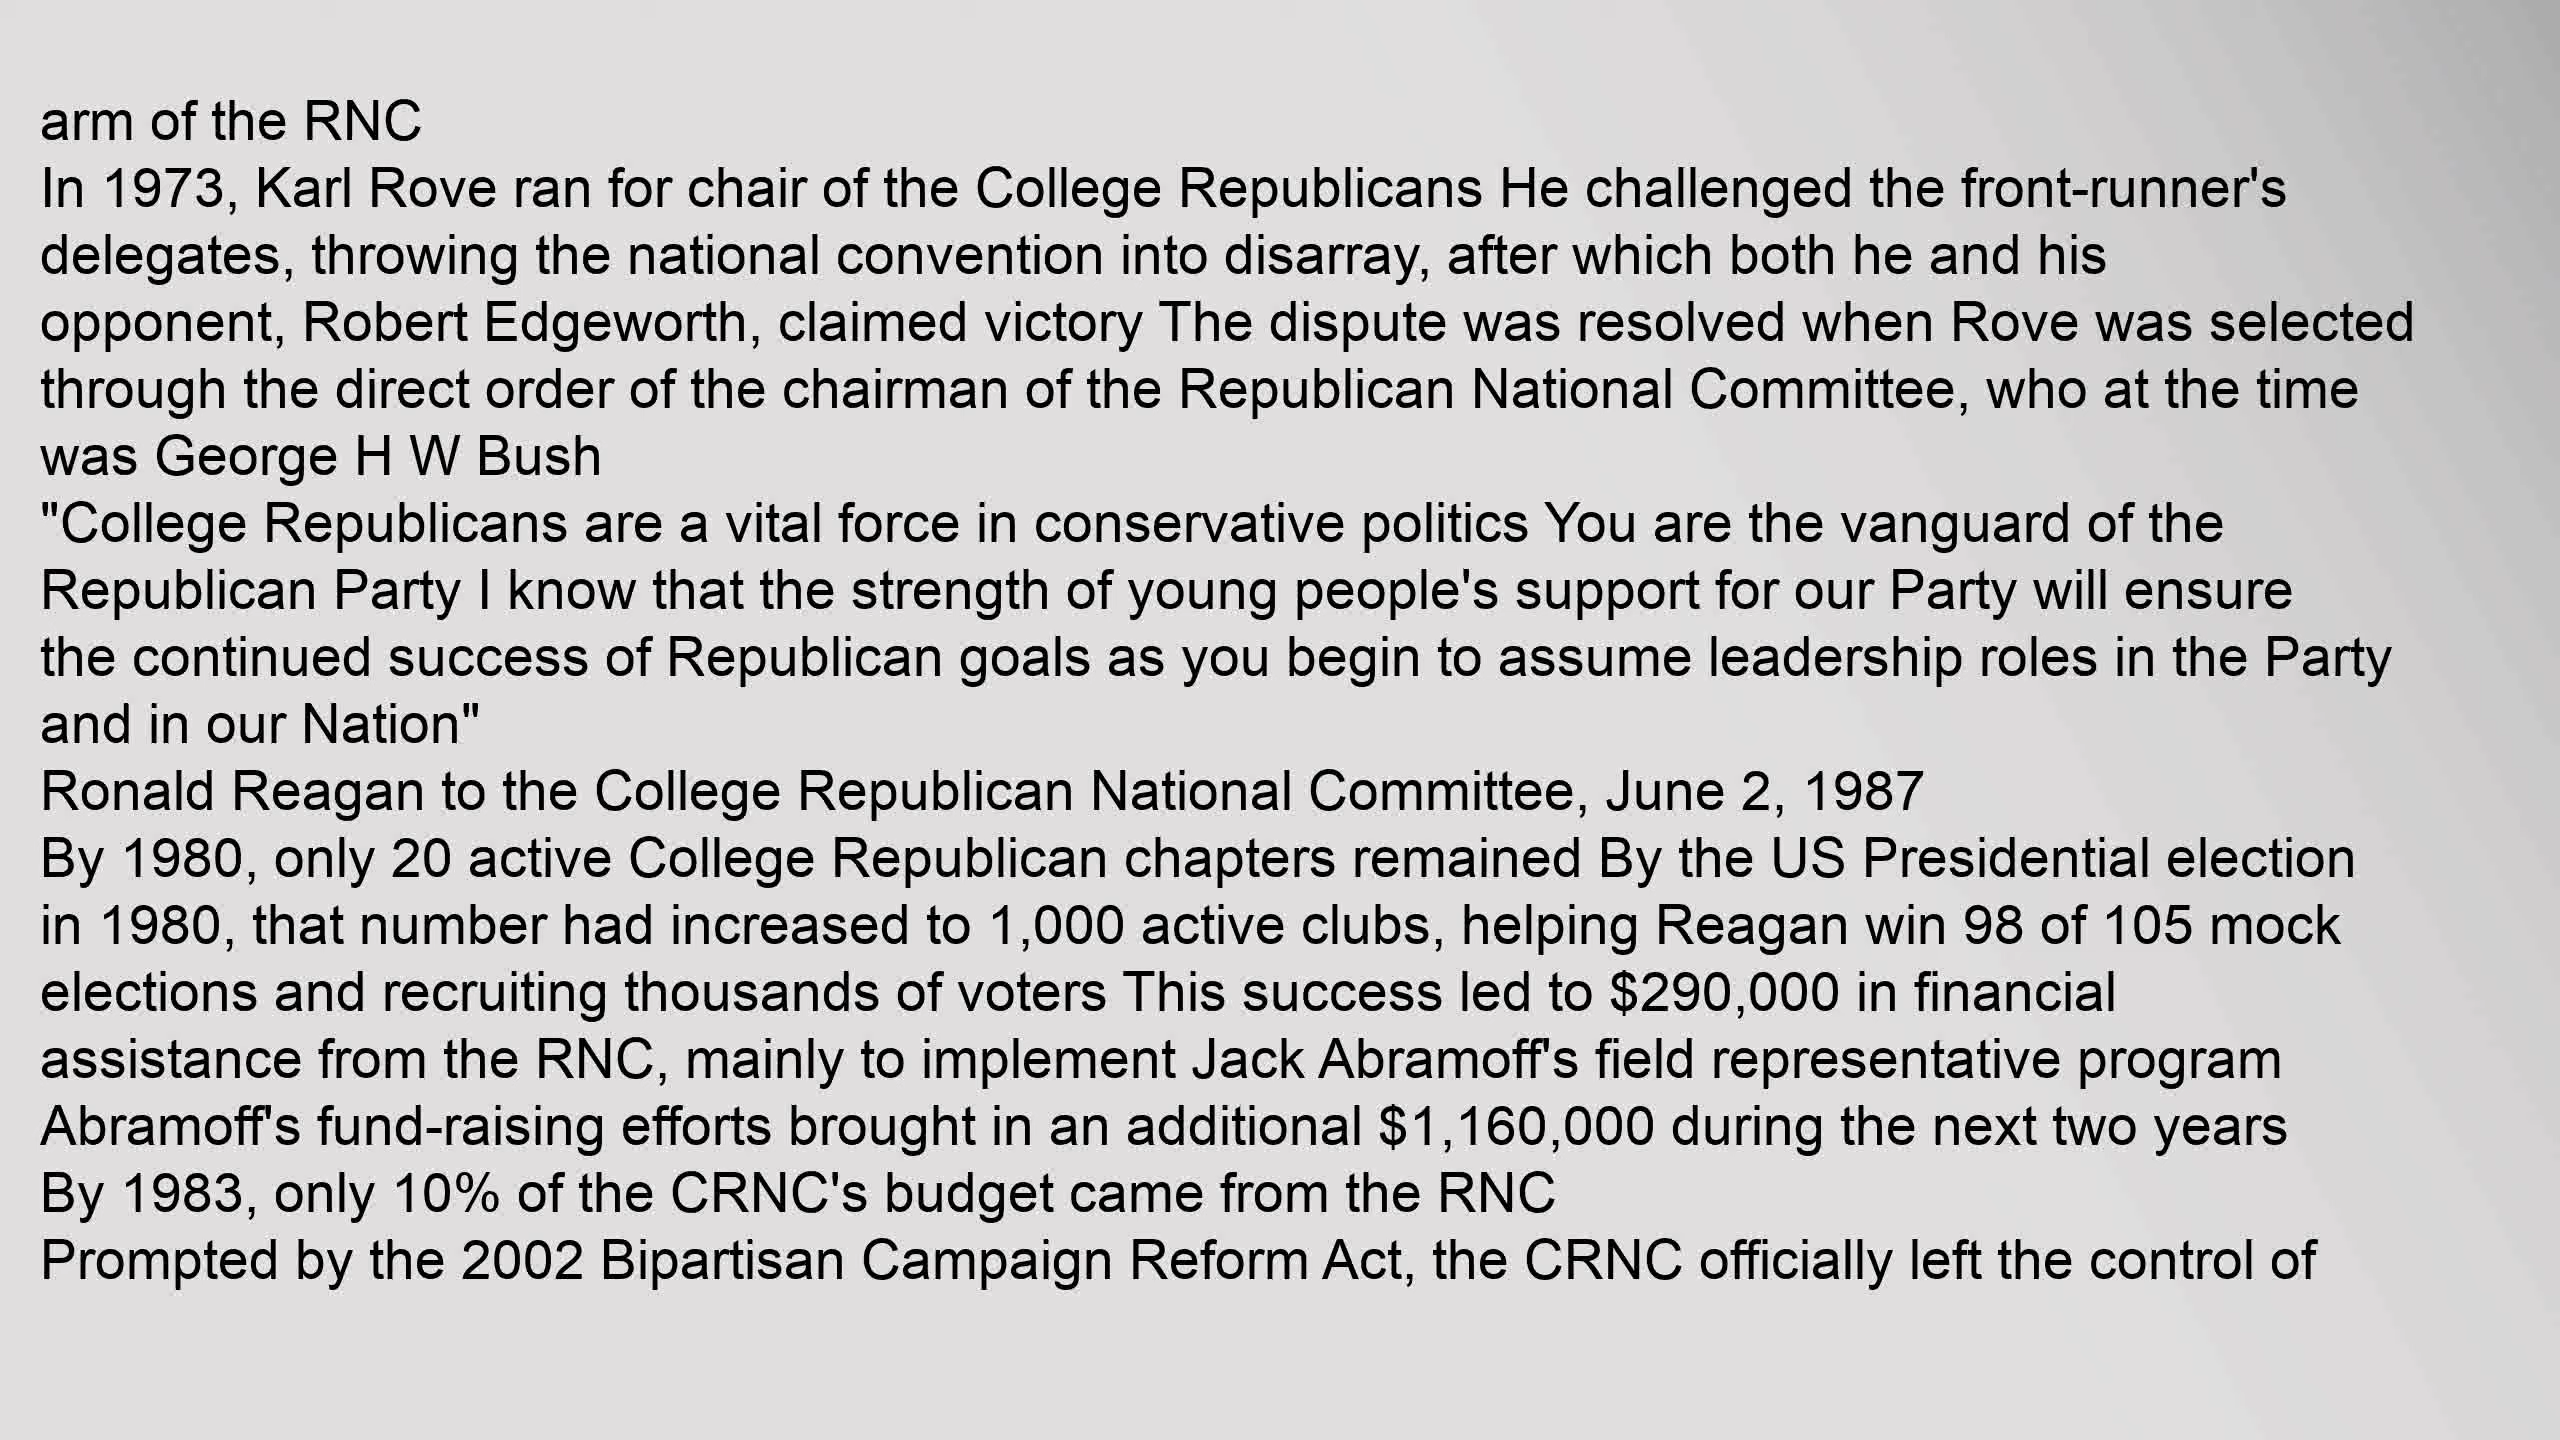 arm of the RNC
In 1973, Karl Rove ran for chair of the College Republicans He challenged the front-runner's
delegates, throwing the national convention into disarray, after which both he and his
opponent, Robert Edgeworth, claimed victory The dispute was resolved when Rove was selected
through the direct order of the chairman of the Republican National Committee, who at the time
was George H W Bush
"College Republicans are a vital force in conservative politics You are the vanguard of the
Republican Party I know that the strength of young people's support for our Party will ensure
the continued success of Republican goals as you begin to assume leadership roles in the Party
and in our Nation"
Ronald Reagan to the College Republican National Committee, June 2, 1987
By 1980, only 20 active College Republican chapters remained By the US Presidential election
in 1980, that number had increased to 1,000 active clubs, helping Reagan win 98 of 105 mock
elections and recruiting thousands of voters This success led to $290,000 in financial
assistance from the RNC, mainly to implement Jack Abramoff's field representative program
Abramoff's fund-raising efforts brought in an additional $1,160,000 during the next two years
By 1983, only 10% of the CRNC's budget came from the RNC
Prompted by the 2002 Bipartisan Campaign Reform Act, the CRNC officially left the control of